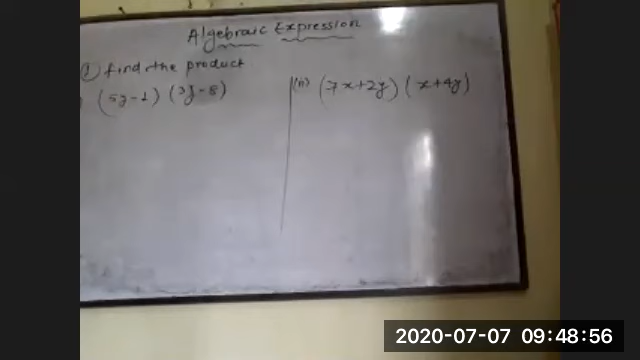 Algebraic Expression
① find the product
(5y-1) (3y-8)
(ii) (7x+2y) (x+4y)
2020-07-07 09:48:56